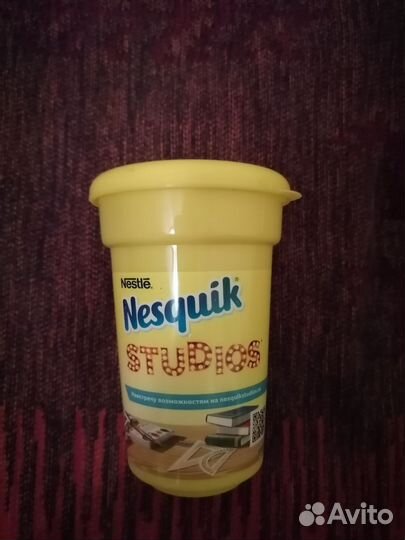 Nestlé.
Nesquik®
STUDIOS
Навстречу возможностям на nesquikstudios.ru
Avito